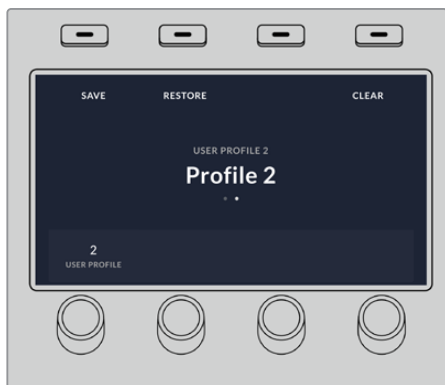 SAVE RESTORE CLEAR
USER PROFILE 2
Profile 2
2
USER PROFILE